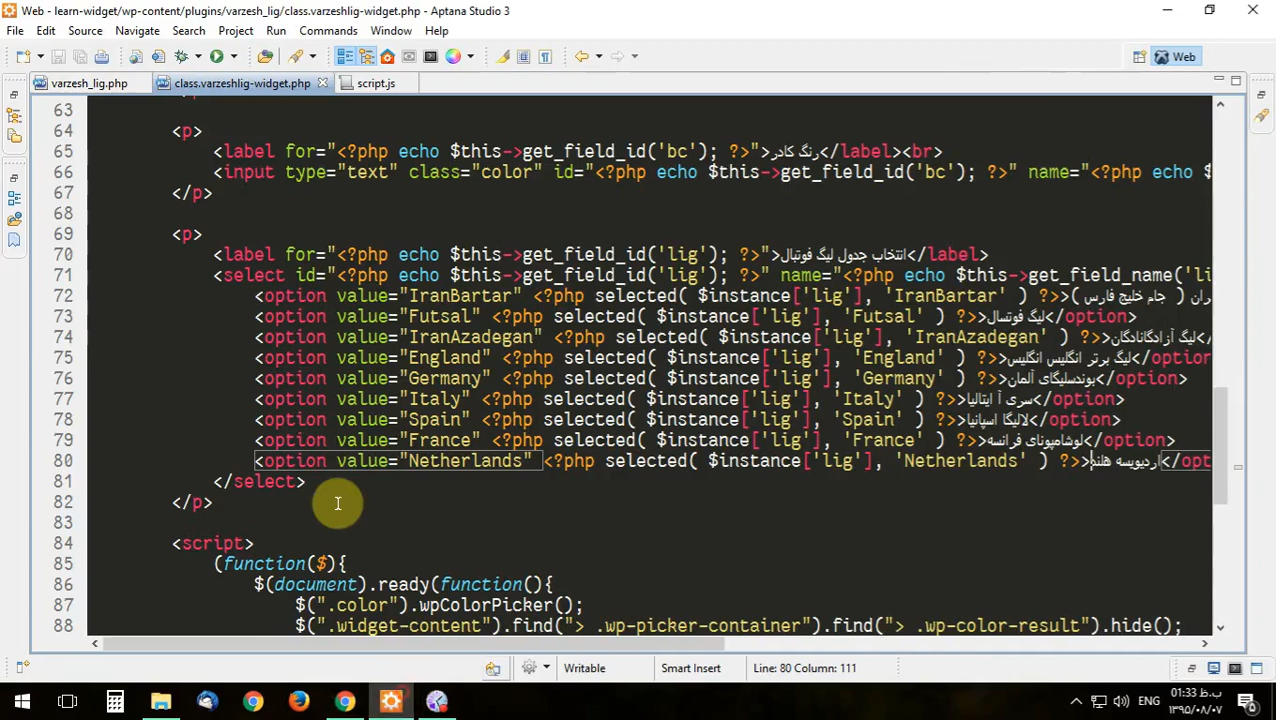 Web - learn-widget/wp-content/plugins/varzesh_lig/class.varzeshlig-widget.php - Aptana Studio 3
File Edit Source Navigate Search Project Run Commands Window Help
Web
varzesh_lig.php class.varzeshlig-widget.php script.js
63
64 <p>
65 <label for="<?php echo $this->get_field_id('bc'); ?>">رنگ کادر</label><br>
66 <input type="text" class="color" id="<?php echo $this->get_field_id('bc'); ?>" name="<?php echo $
67 </p>
68
69 <p>
70 <label for="<?php echo $this->get_field_id('lig'); ?>">انتخاب جدول لیگ فوتبال</label>
71 <select id="<?php echo $this->get_field_id('lig'); ?>" name="<?php echo $this->get_field_name('li
72 <option value="IranBartar" <?php selected( $instance['lig'], 'IranBartar' ) ?>>( جام خلیج فارس )
73 <option value="Futsal" <?php selected( $instance['lig'], 'Futsal' ) ?>>لیگ فوتسال</option>
74 <option value="IranAzadegan" <?php selected( $instance['lig'], 'IranAzadegan' ) ?>>لیگ آزادگانادگان</
75 <option value="England" <?php selected( $instance['lig'], 'England' ) ?>>لیگ برتر انگلیس انگلیس</option
76 <option value="Germany" <?php selected( $instance['lig'], 'Germany' ) ?>>بوندسلیگای آلمان</option>
77 <option value="Italy" <?php selected( $instance['lig'], 'Italy' ) ?>>سری آ ایتالیا</option>
78 <option value="Spain" <?php selected( $instance['lig'], 'Spain' ) ?>>لالیگا اسپانیا</option>
79 <option value="France" <?php selected( $instance['lig'], 'France' ) ?>>لوشامپونای فرانسه</option>
80 <option value="Netherlands" <?php selected( $instance['lig'], 'Netherlands' ) ?>>اردیویسه هلند</opt
81 </select>
82 </p>
83
84 <script>
85 (function($){
86 $(document).ready(function(){
87 $(".color").wpColorPicker();
88 $(".widget-content").find("> .wp-picker-container").find("> .wp-color-result").hide();
Writable Smart Insert Line: 80 Column: 111
ENG
01:33 ب.ظ
۱۳۹۵/۰۸/۰۷